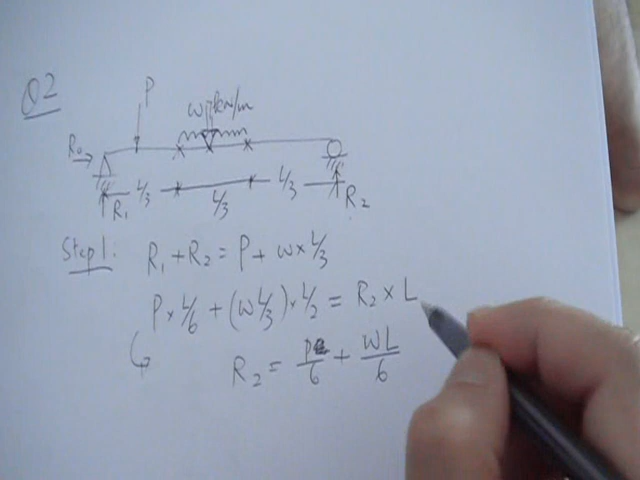 Q2
P
w kN/m
R₀
L/3
L/3
L/3
R₁
R₂
Step 1:
R₁ + R₂ = P + w × L/3
P × L/6 + (w L/3) × L/2 = R₂ × L
R₂ = P/6 + WL/6